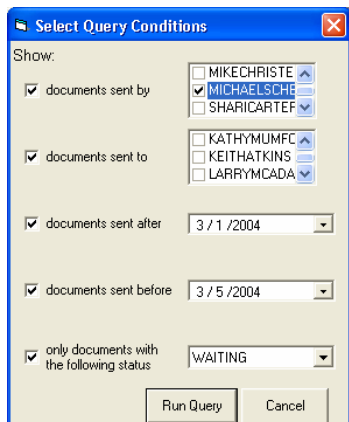 Select Query Conditions
Show:
documents sent by
MIKECHRISTE
MICHAELSCHE
SHARICARTER
documents sent to
KATHYMUMFC
KEITHATKINS
LARRYMCADA
documents sent after
3 / 1 /2004
documents sent before
3 / 5 /2004
only documents with
the following status
WAITING
Run Query
Cancel